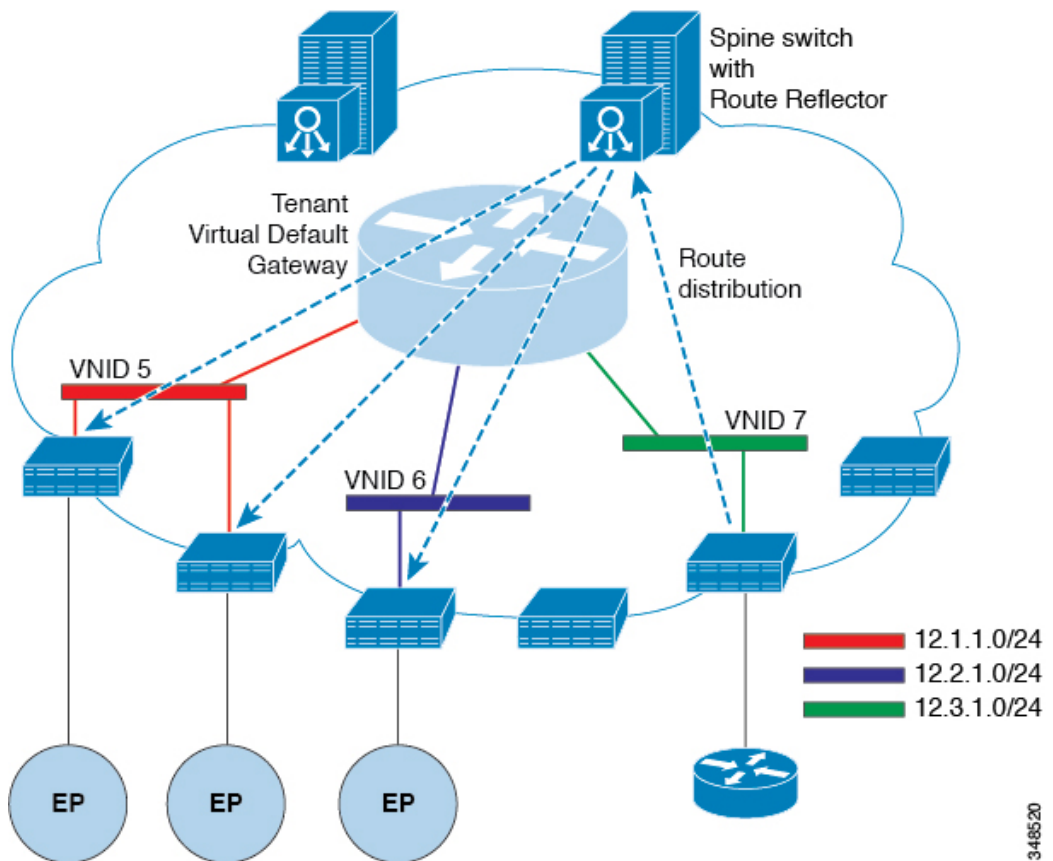 Spine switch
with
Route Reflector
Tenant
Virtual Default
Gateway
Route
distribution
VNID 5
VNID 7
VNID 6
12.1.1.0/24
12.2.1.0/24
12.3.1.0/24
EP
EP
EP
348520